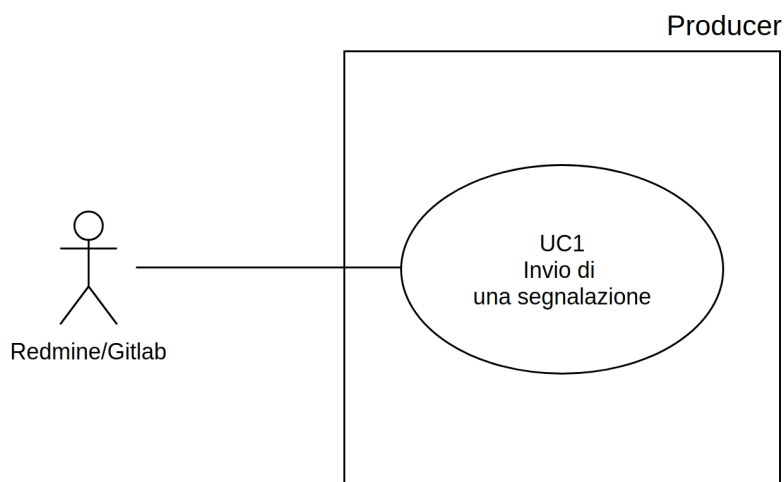 Producer
UC1
Invio di
una segnalazione
Redmine/Gitlab